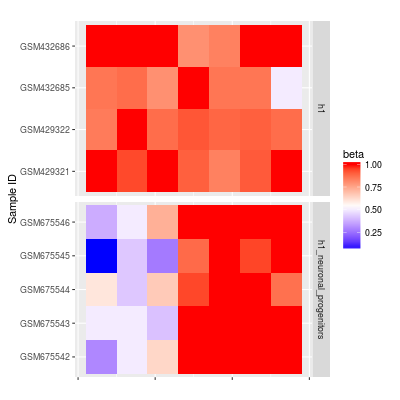 Sample ID
GSM432686
GSM432685
GSM429322
GSM429321
h1
GSM675546
GSM675545
GSM675544
GSM675543
GSM675542
h1_neuronal_progenitors
beta
1.00
0.75
0.50
0.25